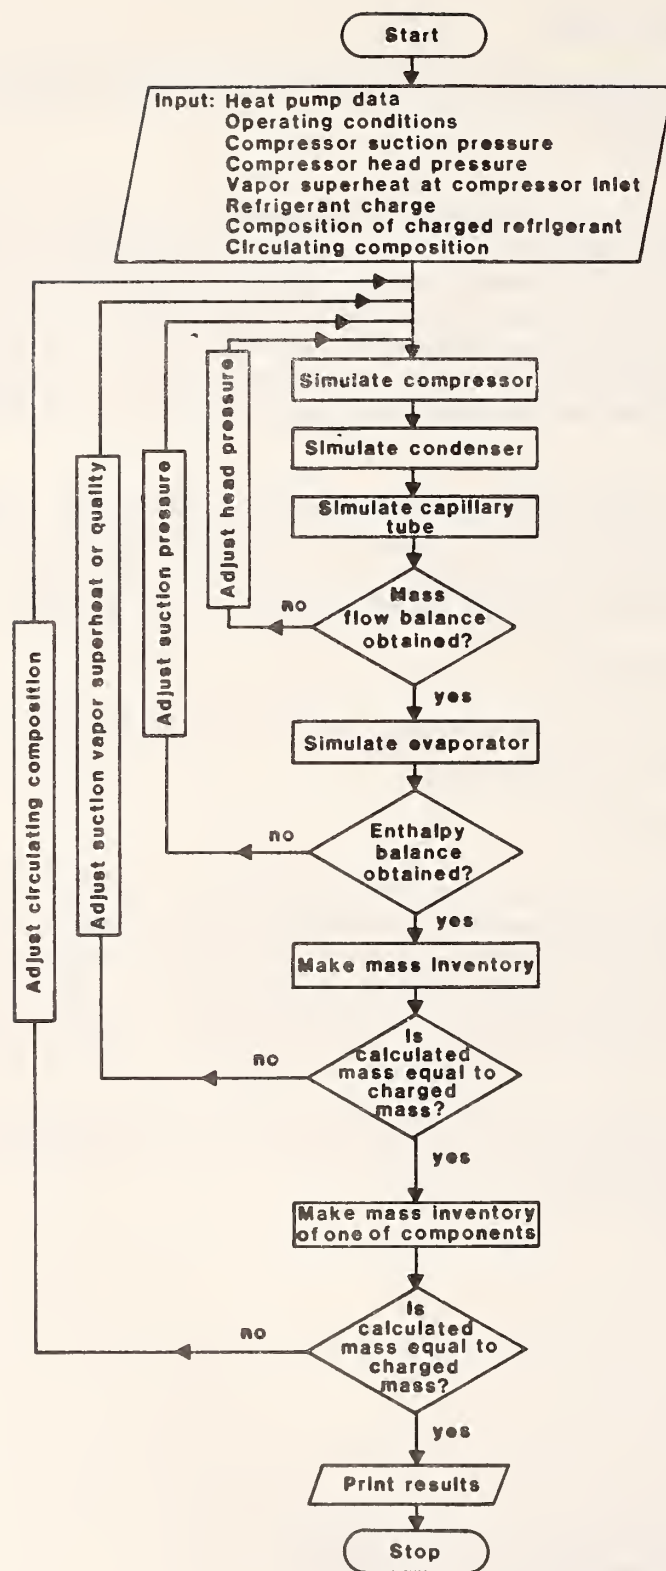 Start
Input: Heat pump data
Operating conditions
Compressor suction pressure
Compressor head pressure
Vapor superheat at compressor inlet
Refrigerant charge
Composition of charged refrigerant
Circulating composition
Adjust circulating composition
Adjust suction vapor superheat or quality
Adjust suction pressure
Adjust head pressure
Simulate compressor
Simulate condenser
Simulate capillary
tube
Mass
flow balance
obtained?
no
yes
Simulate evaporator
Enthalpy
balance
obtained?
no
yes
Make mass inventory
Is
calculated
mass equal to
charged
mass?
no
yes
Make mass inventory
of one of components
Is
calculated
mass equal to
charged
mass?
no
yes
Print results
Stop